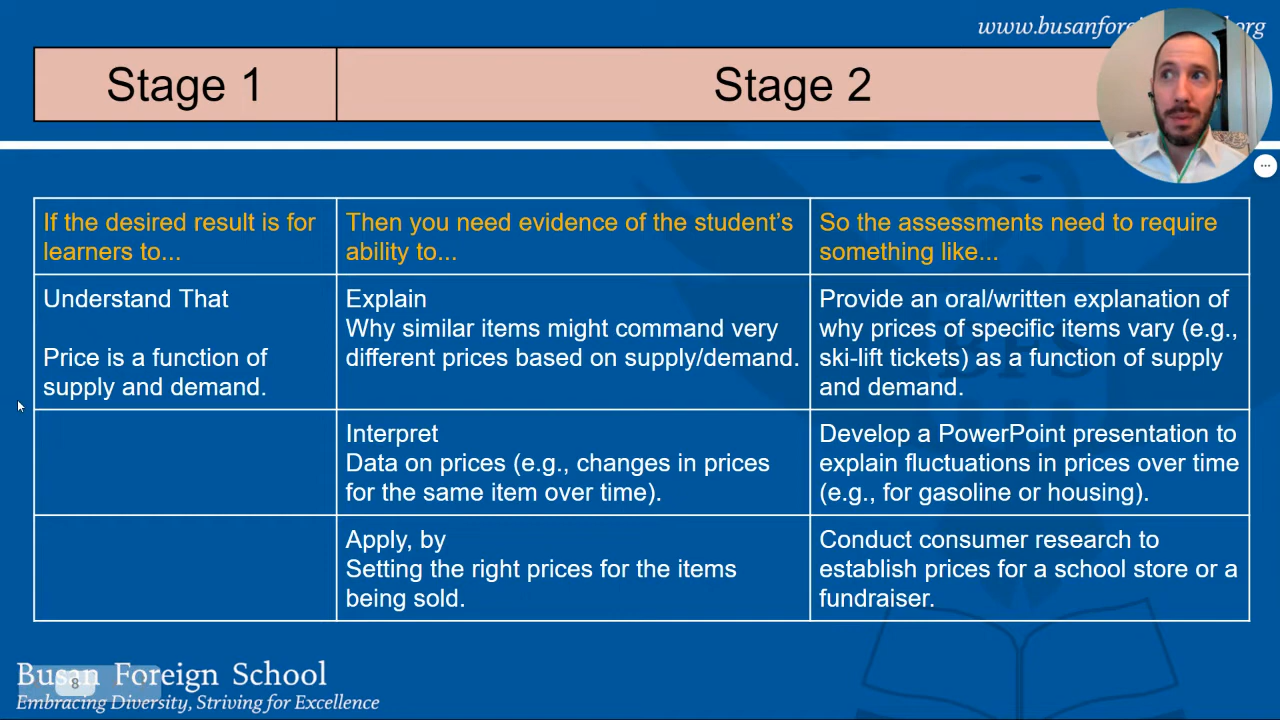 www.busanfore
org
Stage 1
Stage 2
If the desired result is for
learners to...
Then you need evidence of the student's
ability to...
So the assessments need to require
something like...
Understand That
Price is a function of
supply and demand.
Explain
Why similar items might command very
different prices based on supply/demand.
Provide an oral/written explanation of
why prices of specific items vary (e.g.,
ski-lift tickets) as a function of supply
and demand.
Interpret
Data on prices (e.g., changes in prices
for the same item over time).
Develop a PowerPoint presentation to
explain fluctuations in prices over time
(e.g., for gasoline or housing).
Apply, by
Setting the right prices for the items
being sold.
Conduct consumer research to
establish prices for a school store or a
fundraiser.
BFS
Busan Foreign School
8
Embracing Diversity, Striving for Excellence